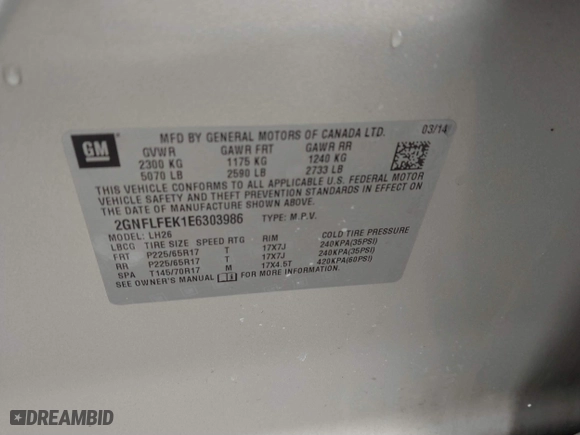 GM
MFD BY GENERAL MOTORS OF CANADA LTD. 03/14
GVWR GAWR FRT GAWR RR
2300 KG 1175 KG 1240 KG
5070 LB 2590 LB 2733 LB
THIS VEHICLE CONFORMS TO ALL APPLICABLE U.S. FEDERAL MOTOR
VEHICLE SAFETY AND THEFT PREVENTION STANDARDS IN EFFECT ON
THE DATE OF MANUFACTURE SHOWN ABOVE.
2GNFLFEK1E6303986 TYPE: M.P.V.
MODEL: LH26
LBCG TIRE SIZE SPEED RTG RIM COLD TIRE PRESSURE
FRT P225/65R17 T 17X7J 240KPA(35PSI)
RR P225/65R17 T 17X7J 240KPA(35PSI)
SPA T145/70R17 M 17X4.5T 420KPA(60PSI)
SEE OWNER'S MANUAL FOR MORE INFORMATION.
DREAMBID